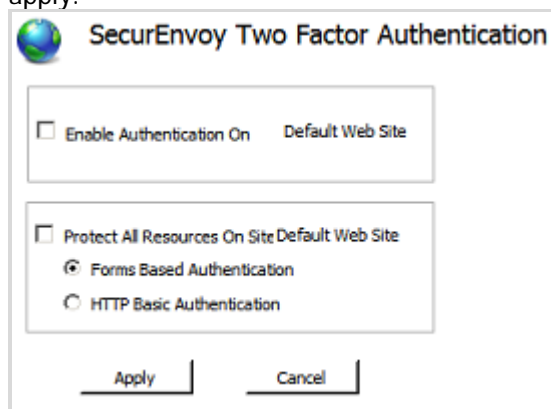 apply.
SecurEnvoy Two Factor Authentication
Enable Authentication On Default Web Site
Protect All Resources On Site Default Web Site
Forms Based Authentication
HTTP Basic Authentication
Apply Cancel